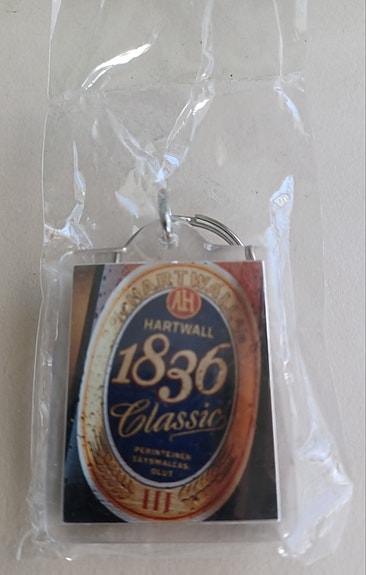 HARTWALL
AH
HARTWALL
1836
Classic
PERINTEINEN
TÄYSMALLAS-
OLUT
III